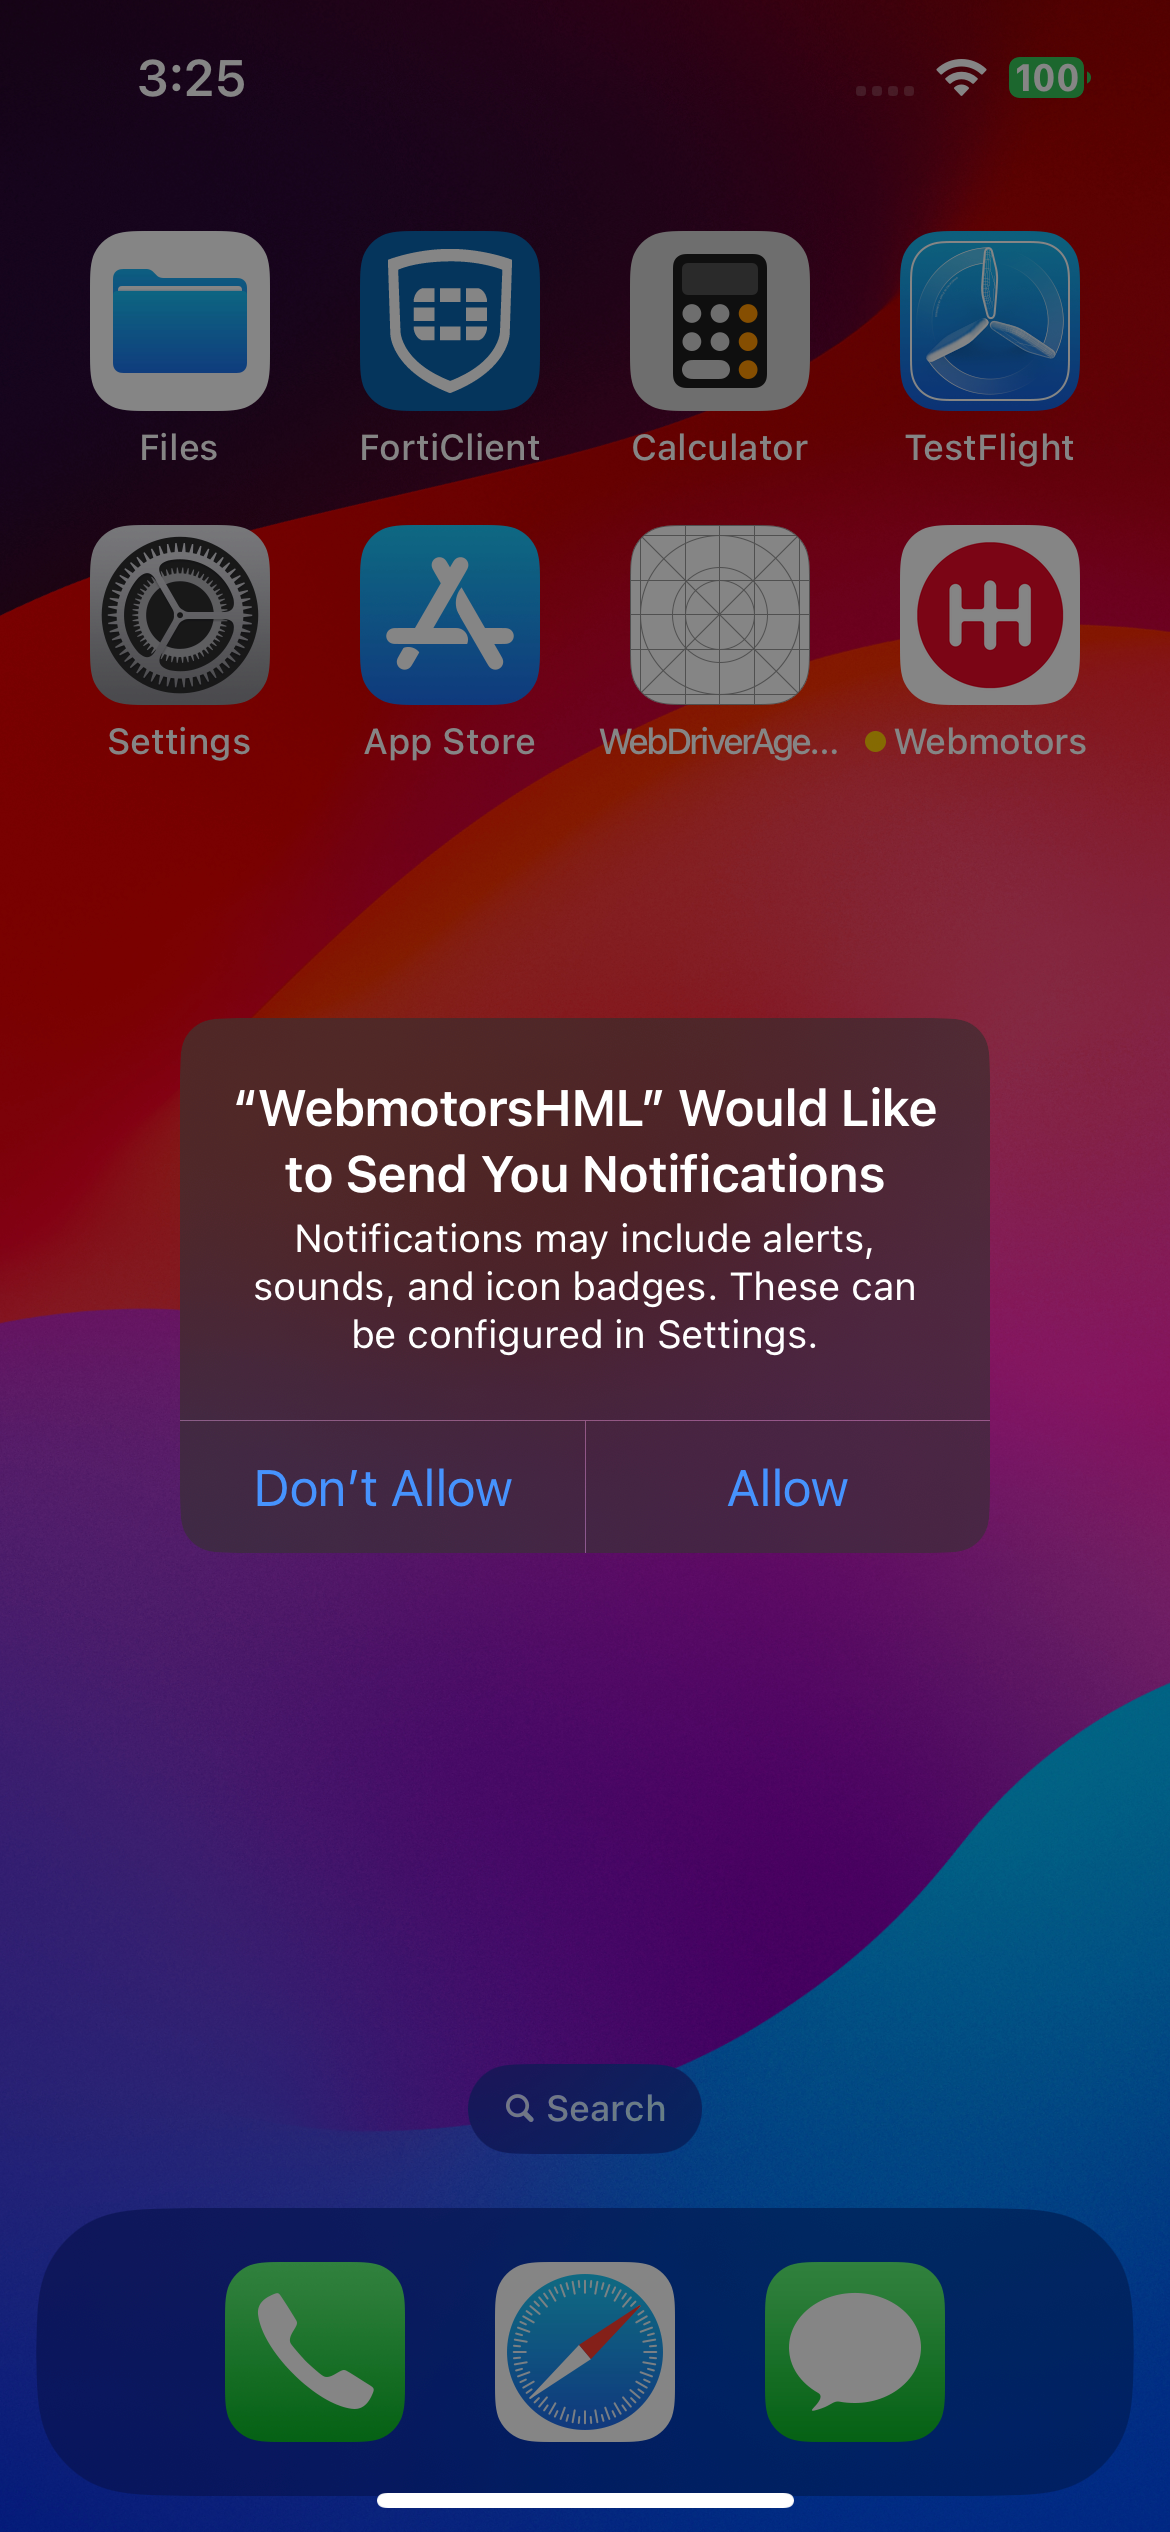 3:25
100
Files
FortiClient
Calculator
TestFlight
Settings
App Store
WebDriverAge...
Webmotors
“WebmotorsHML” Would Like
to Send You Notifications
Notifications may include alerts,
sounds, and icon badges. These can
be configured in Settings.
Don’t Allow
Allow
Search